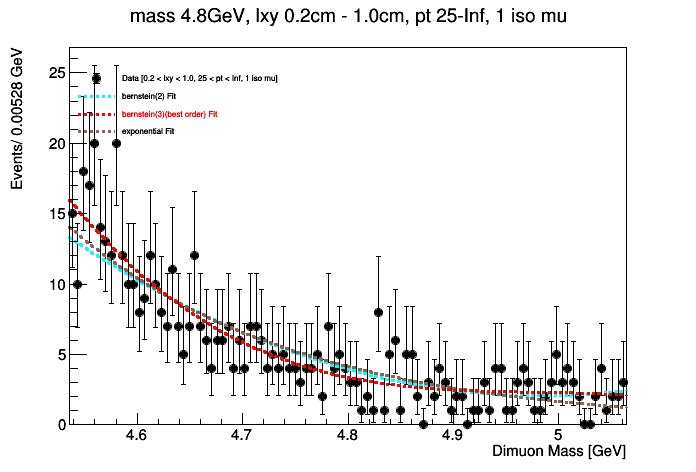 mass 4.8GeV, lxy 0.2cm - 1.0cm, pt 25-Inf, 1 iso mu
Events/ 0.00528 GeV
25
20
15
10
5
0
Data [0.2 < lxy < 1.0, 25 < pt < Inf, 1 iso mu]
bernstein(2) Fit
bernstein(3)(best order) Fit
exponential Fit
4.6 4.7 4.8 4.9 5
Dimuon Mass [GeV]